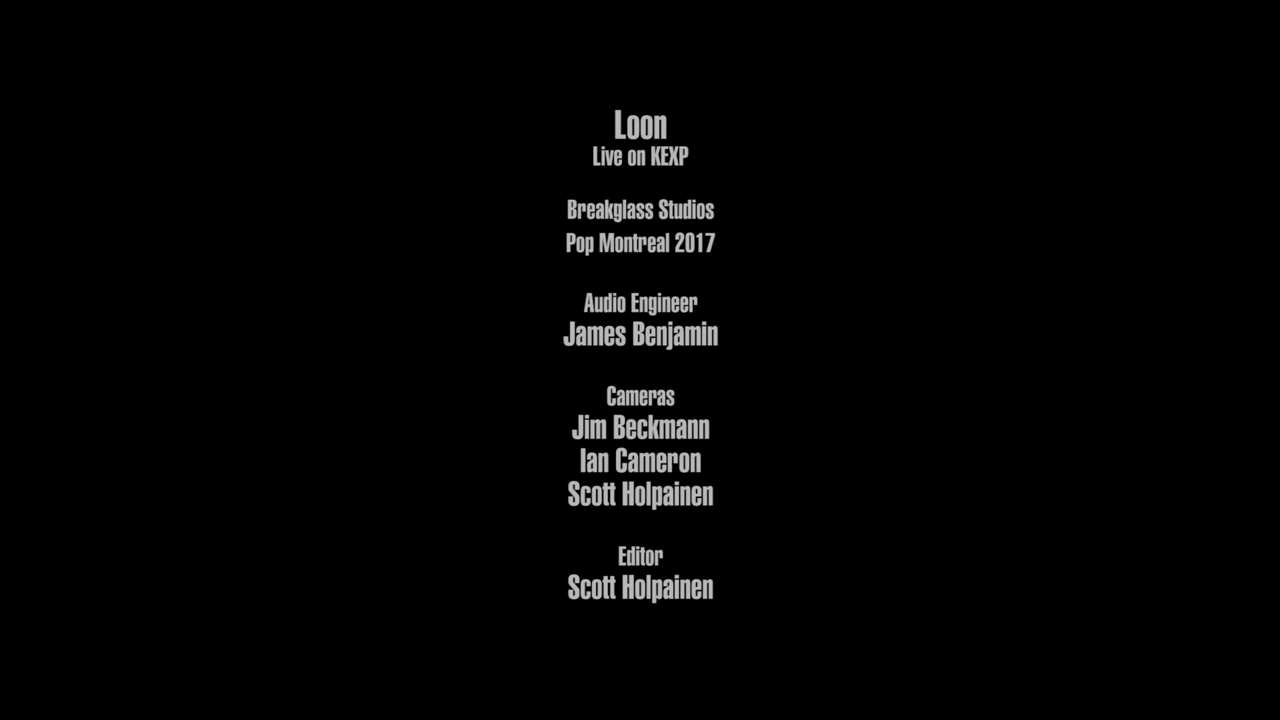 Loon
Live on KEXP
Breakglass Studios
Pop Montreal 2017
Audio Engineer
James Benjamin
Cameras
Jim Beckmann
Ian Cameron
Scott Holpainen
Editor
Scott Holpainen